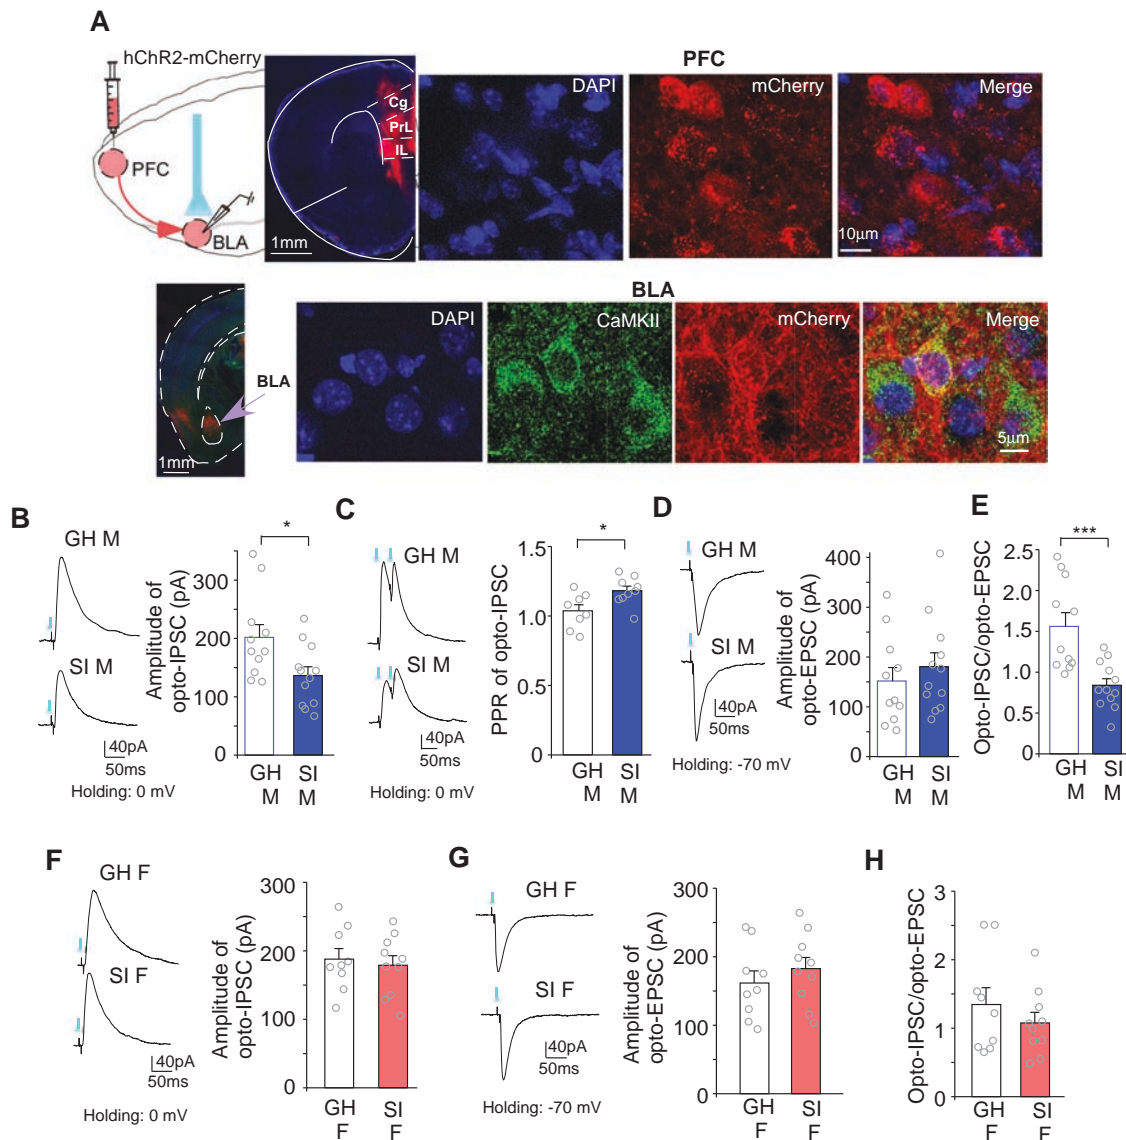 A
hChR2-mCherry
PFC
BLA
1mm
Cg
PrL
IL
PFC
DAPI
mCherry
Merge
10μm
BLA
BLA
1mm
DAPI
CaMKII
mCherry
Merge
5μm
B
GH M
SI M
40pA
50ms
Holding: 0 mV
Amplitude of
opto-IPSC (pA)
300
200
100
0
*
GH
M
SI
M
C
GH M
SI M
40pA
50ms
Holding: 0 mV
PPR of opto-IPSC
1.5
1.0
0.5
0
*
GH
M
SI
M
D
GH M
SI M
40pA
50ms
Holding: -70 mV
Amplitude of
opto-EPSC (pA)
400
300
200
150
100
0
GH
M
SI
M
E
Opto-IPSC/opto-EPSC
2.5
2.0
1.5
1.0
0.5
0
***
GH
M
SI
M
F
GH F
SI F
40pA
50ms
Holding: 0 mV
Amplitude of
opto-IPSC (pA)
300
200
100
0
GH
F
SI
F
G
GH F
SI F
40pA
50ms
Holding: -70 mV
Amplitude of
opto-EPSC (pA)
300
200
100
0
GH
F
SI
F
H
Opto-IPSC/opto-EPSC
3
2
1
0
GH
F
SI
F